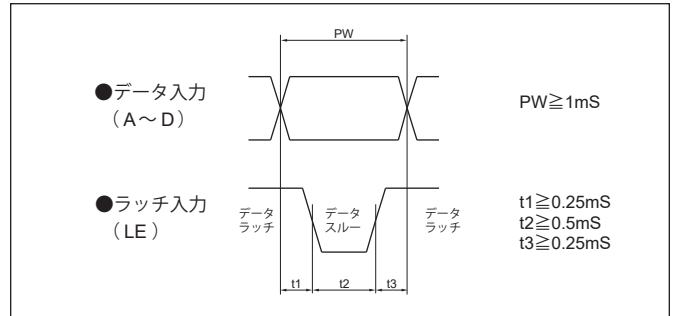 PW
●データ入力
（A～D）
PW≧1mS
●ラッチ入力
（LE）
データ
ラッチ
データ
スルー
データ
ラッチ
t1≧0.25mS
t2≧0.5mS
t3≧0.25mS
t1
t2
t3